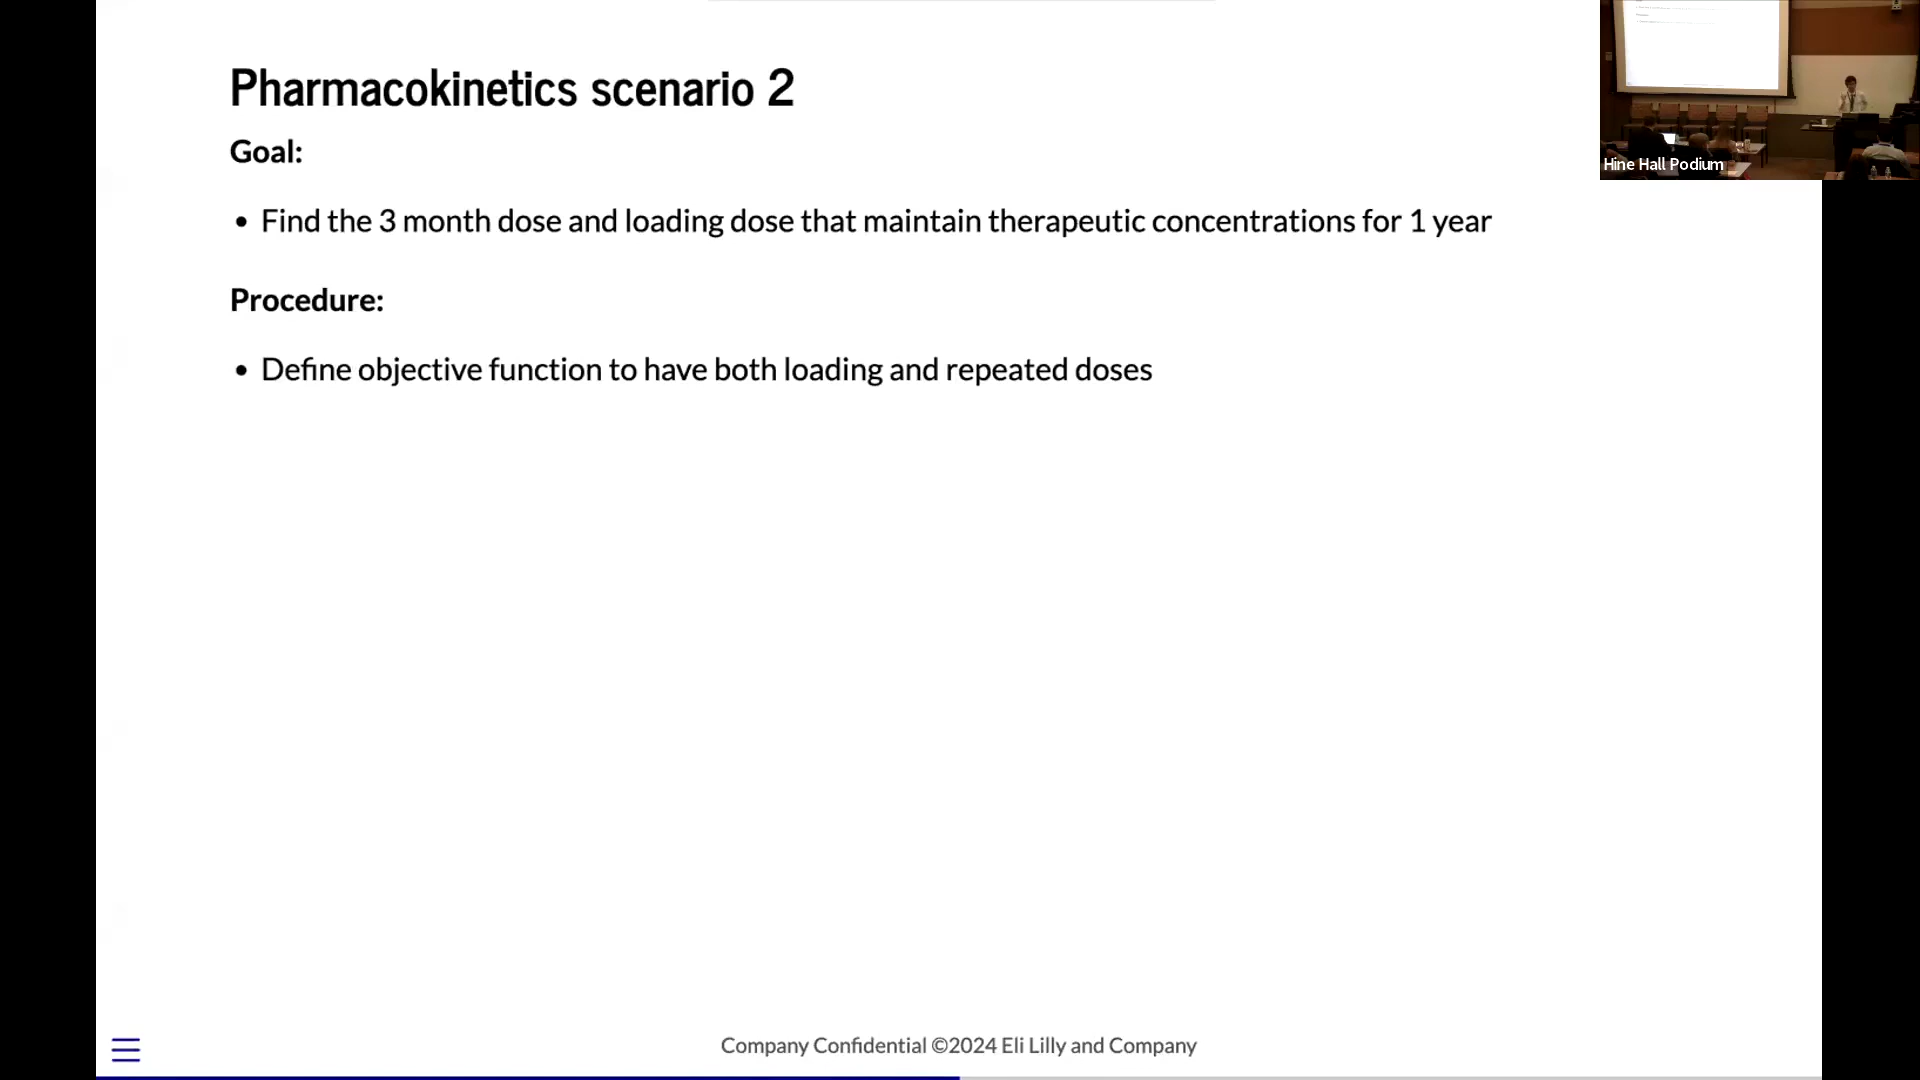 Pharmacokinetics scenario 2
Goal:
• Find the 3 month dose and loading dose that maintain therapeutic concentrations for 1 year
Procedure:
• Define objective function to have both loading and repeated doses
Company Confidential ©2024 Eli Lilly and Company
Hine Hall Podium